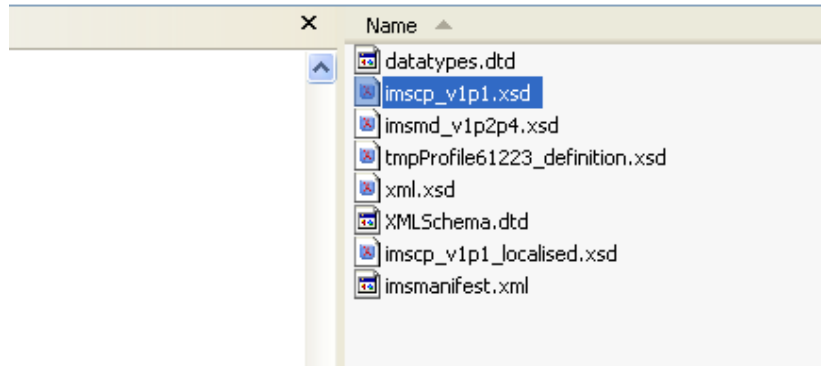 Name
datatypes.dtd
imscp_v1p1.xsd
imsmd_v1p2p4.xsd
tmpProfile61223_definition.xsd
xml.xsd
XMLSchema.dtd
imscp_v1p1_localised.xsd
imsmanifest.xml